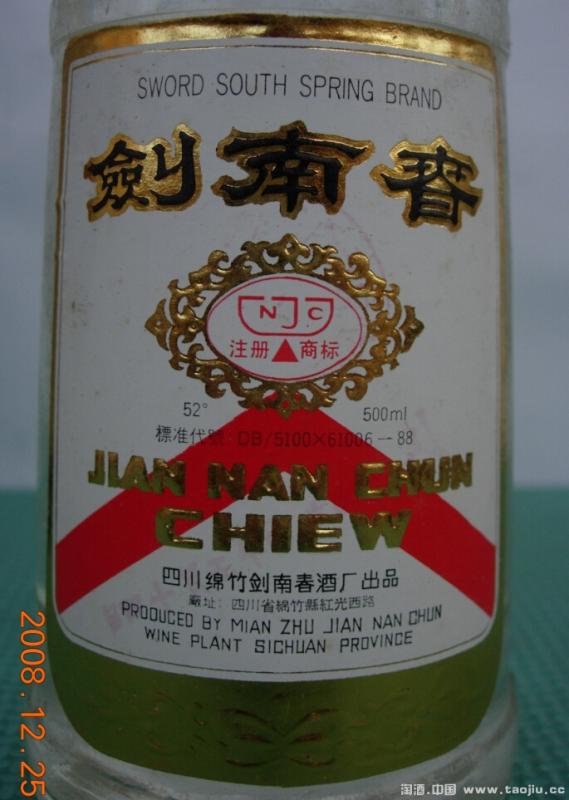 SWORD SOUTH SPRING BRAND
劍南春
NJC
注册 商标
52° 500ml
標准代號: DB/5100×61006-88
JIAN NAN CHUN
CHIEW
四川绵竹剑南春酒厂出品
廠址: 四川省綿竹縣紅光西路
PRODUCED BY MIAN ZHU JIAN NAN CHUN
WINE PLANT SICHUAN PROVINCE
2008.12.25
淘酒.中国 www.taojiu.cc